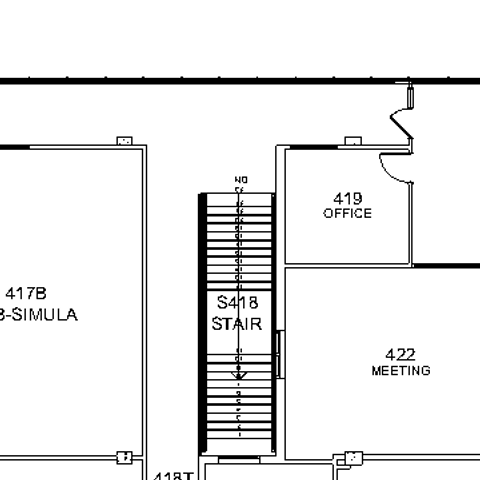 419
OFFICE
417B
B-SIMULA
S418
STAIR
422
MEETING
418T